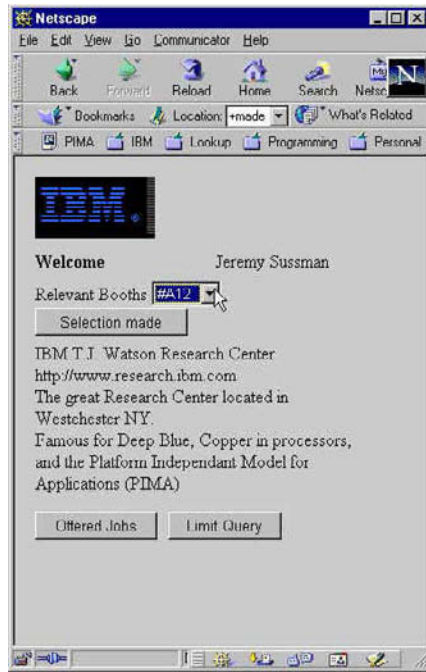 Netscape
File Edit View Go Communicator Help
Back Forward Reload Home Search Netsc
My N
Bookmarks Location: +made What's Related
PIMA IBM Lookup Programming Personal
IBM
Welcome Jeremy Sussman
Relevant Booths #A12
Selection made
IBM T.J. Watson Research Center
http://www.research.ibm.com
The great Research Center located in
Westchester NY.
Famous for Deep Blue, Copper in processors,
and the Platform Independant Model for
Applications (PIMA)
Offered Jobs Limit Query